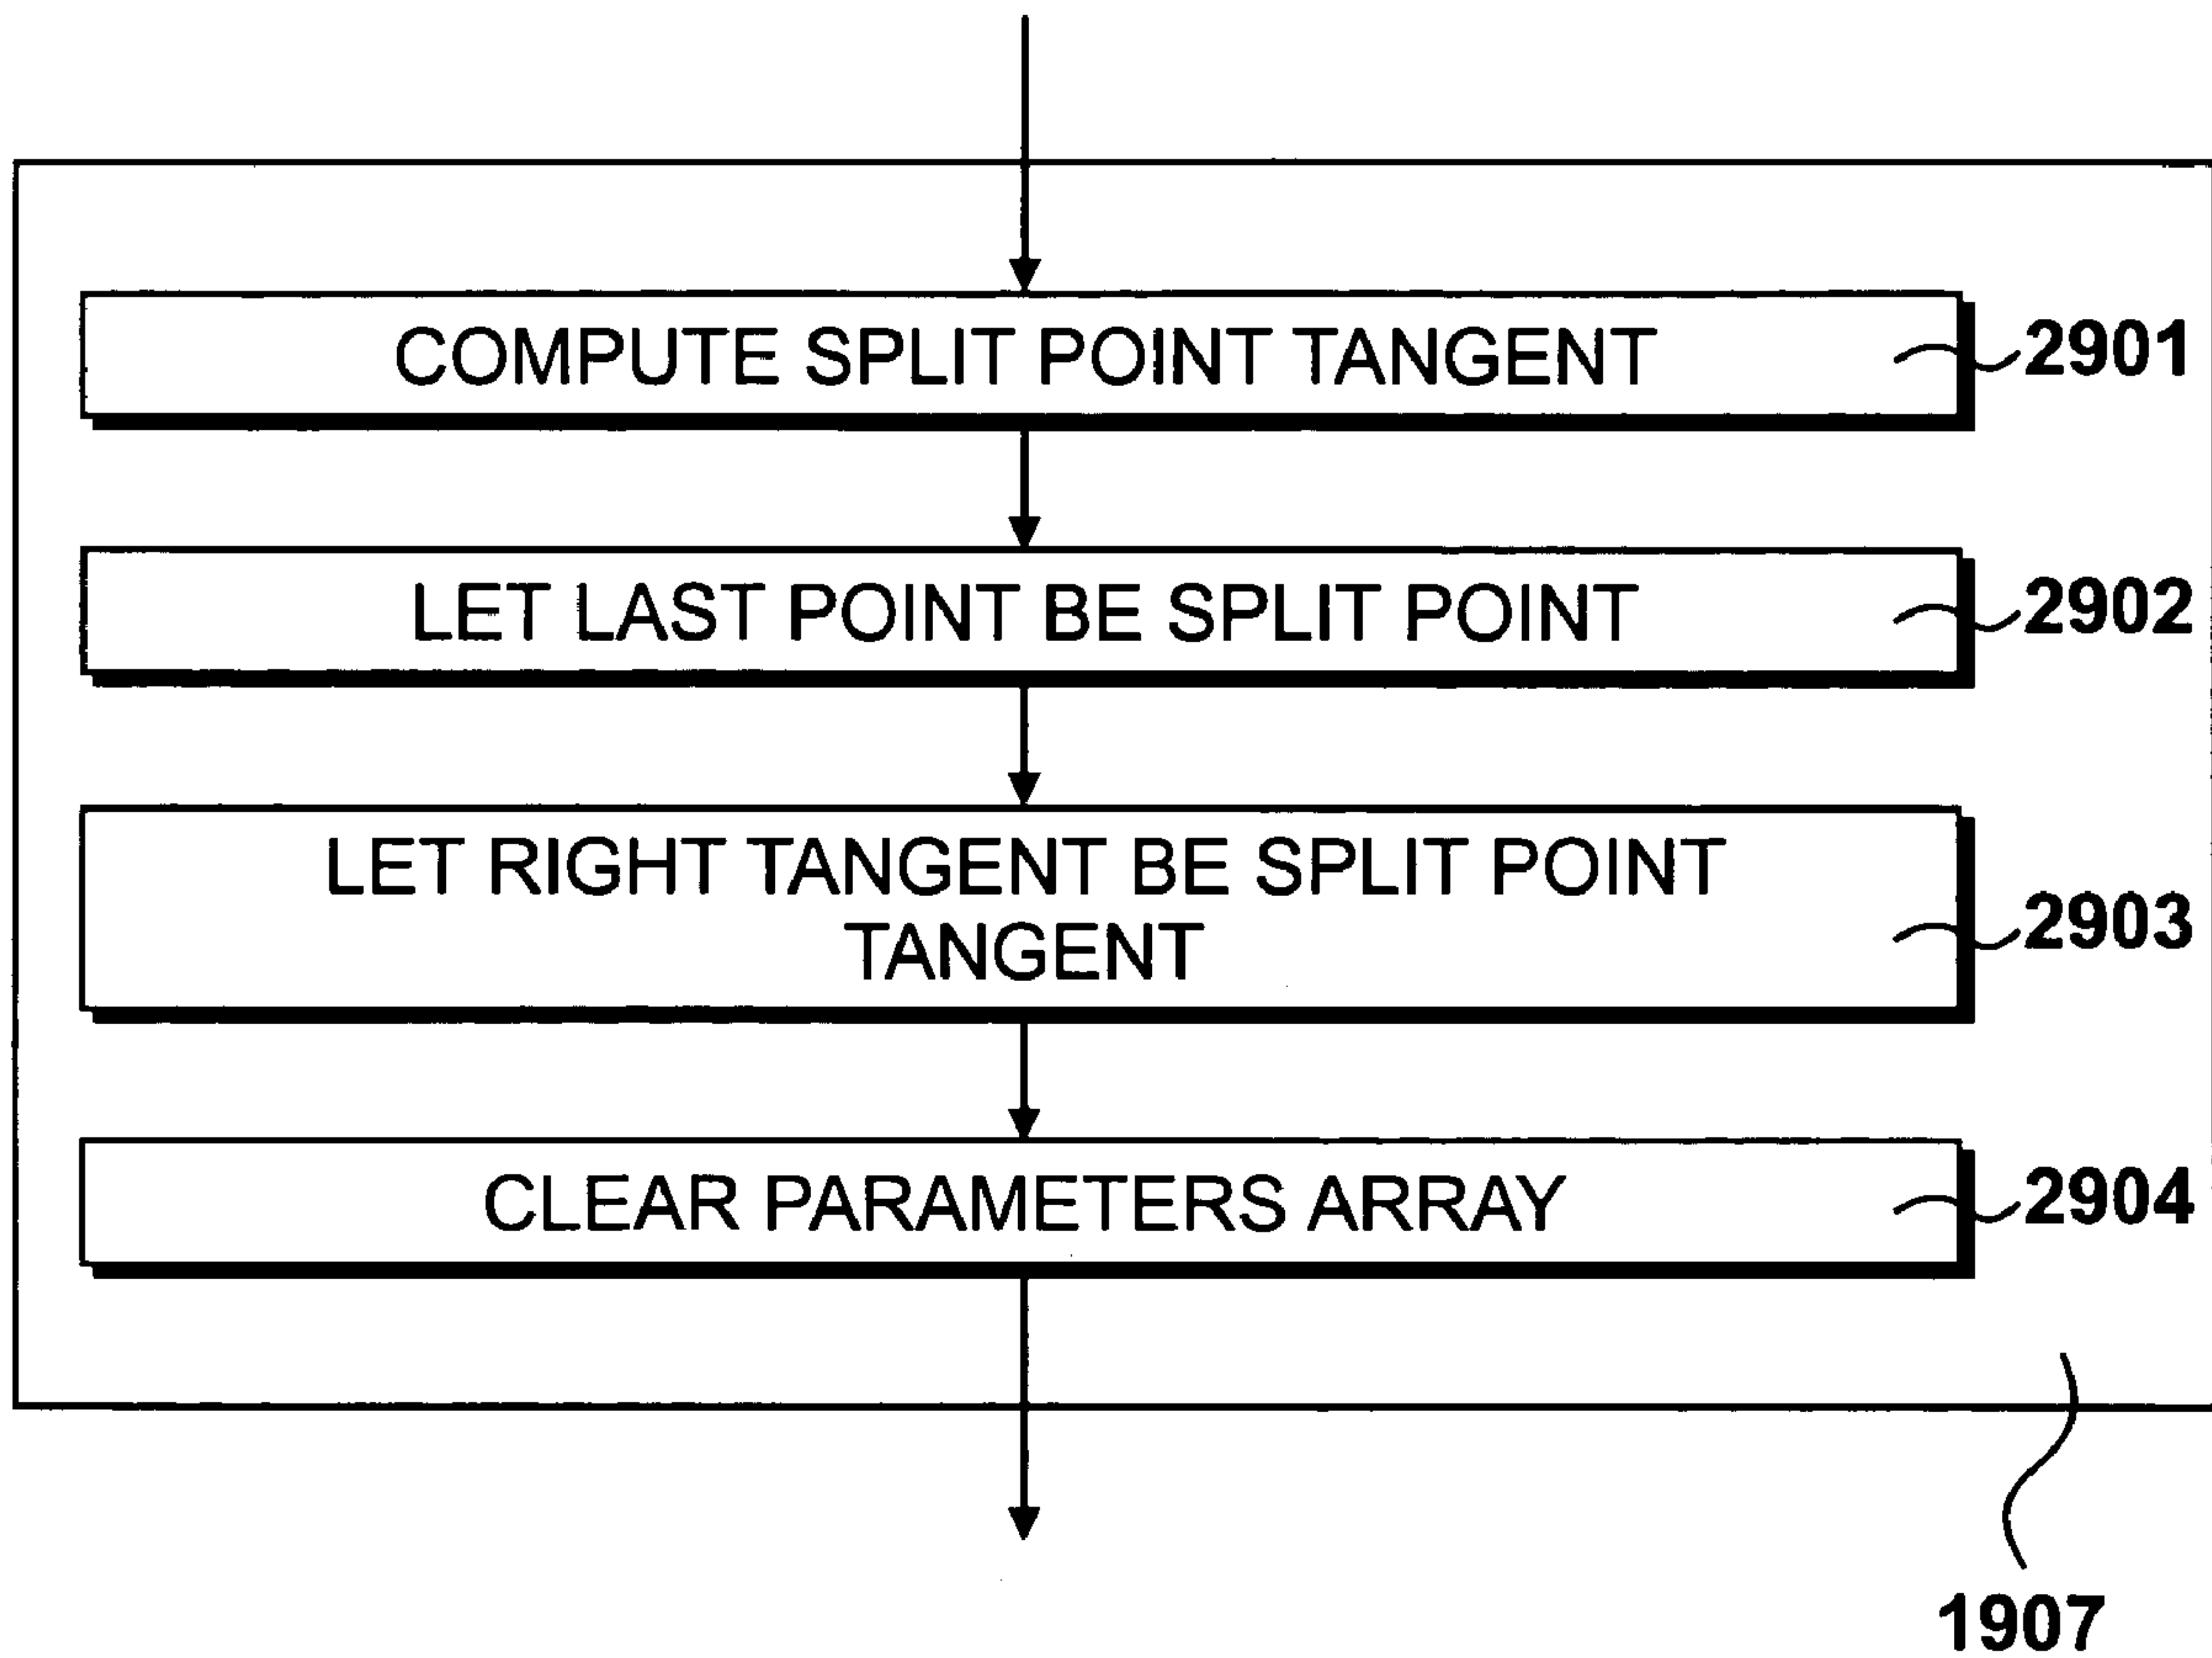 COMPUTE SPLIT POINT TANGENT
2901
LET LAST POINT BE SPLIT POINT
2902
LET RIGHT TANGENT BE SPLIT POINT
TANGENT
2903
CLEAR PARAMETERS ARRAY
2904
1907